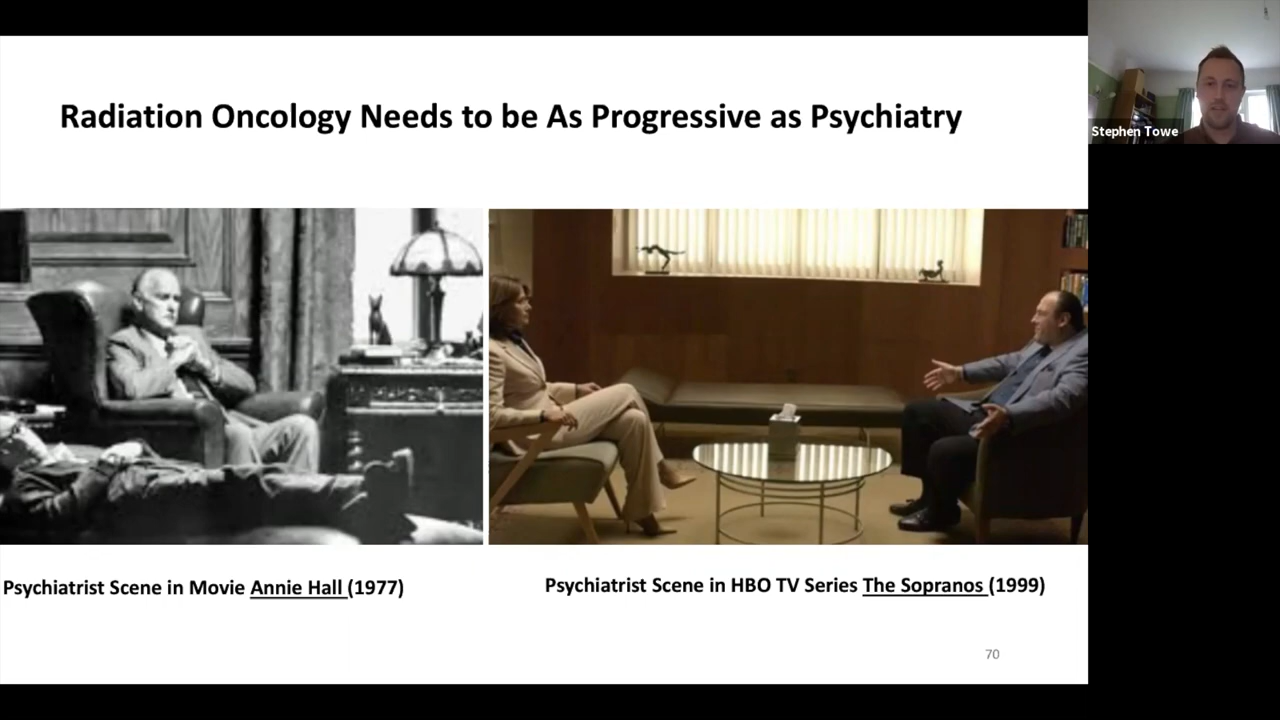 Radiation Oncology Needs to be As Progressive as Psychiatry
Stephen Towe
Psychiatrist Scene in Movie Annie Hall (1977)
Psychiatrist Scene in HBO TV Series The Sopranos (1999)
70